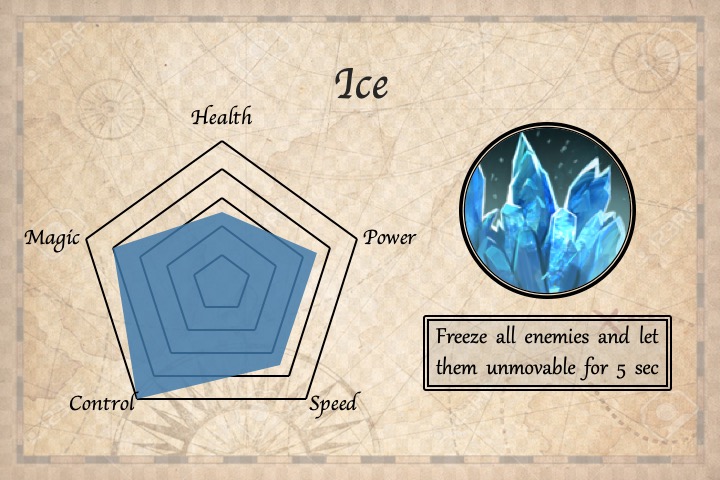 Ice
Health
Magic
Power
Control
Speed
Freeze all enemies and let
them unmovable for 5 sec